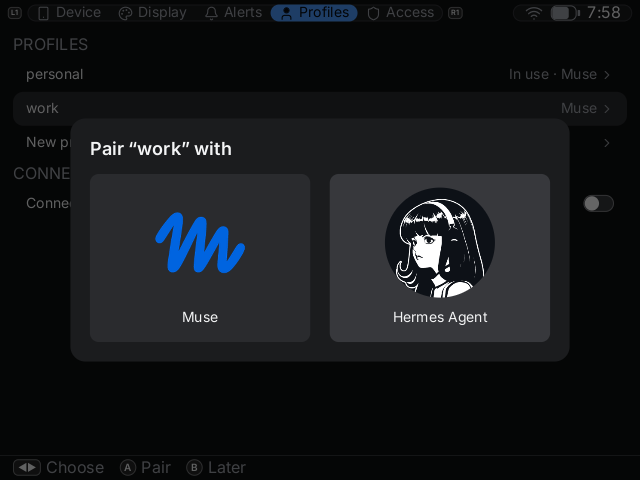 L1 Device Display Alerts Profiles Access R1 7:58
PROFILES
personal In use · Muse
work Muse
New p
CONNE
Conne
Pair “work” with
Muse Hermes Agent
Choose A Pair B Later